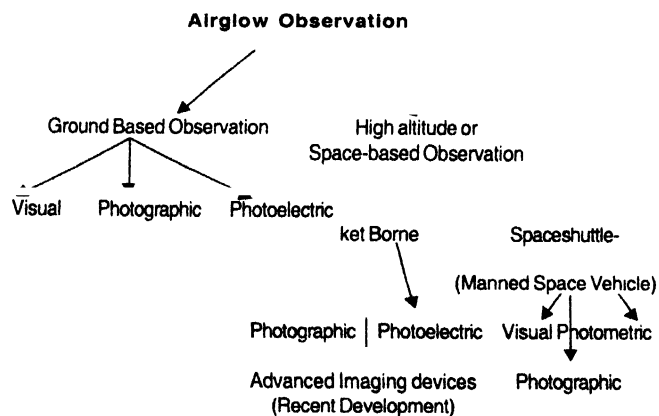 Airglow Observation
Ground Based Observation
High altitude or
Space-based Observation
Visual Photographic Photoelectric
ket Borne Spaceshuttle-
(Manned Space Vehicle)
Photographic Photoelectric Visual Photometric
Advanced Imaging devices Photographic
(Recent Development)